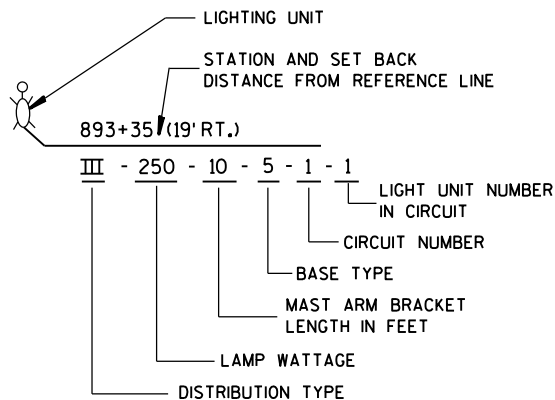 LIGHTING UNIT
STATION AND SET BACK
DISTANCE FROM REFERENCE LINE
893+35 (19' RT.)
III - 250 - 10 - 5 - 1 - 1
LIGHT UNIT NUMBER
IN CIRCUIT
CIRCUIT NUMBER
BASE TYPE
MAST ARM BRACKET
LENGTH IN FEET
LAMP WATTAGE
DISTRIBUTION TYPE